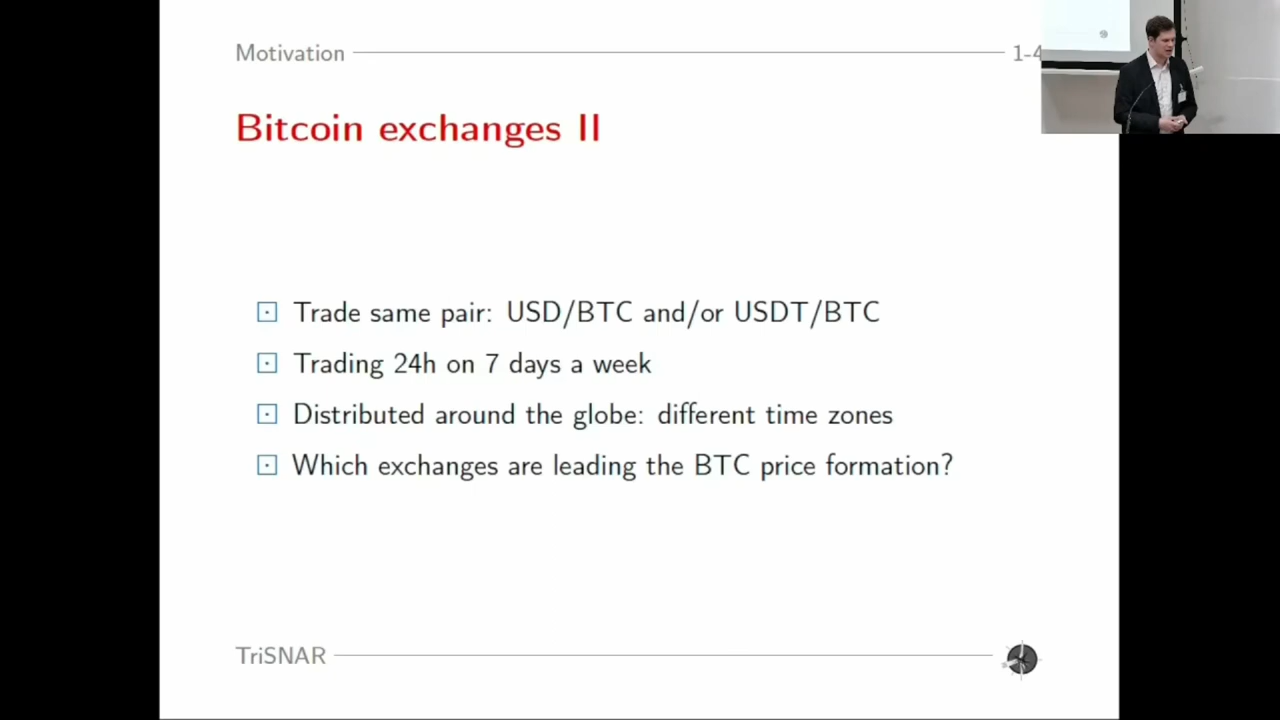 Motivation 1-4
Bitcoin exchanges II
Trade same pair: USD/BTC and/or USDT/BTC
Trading 24h on 7 days a week
Distributed around the globe: different time zones
Which exchanges are leading the BTC price formation?
TriSNAR